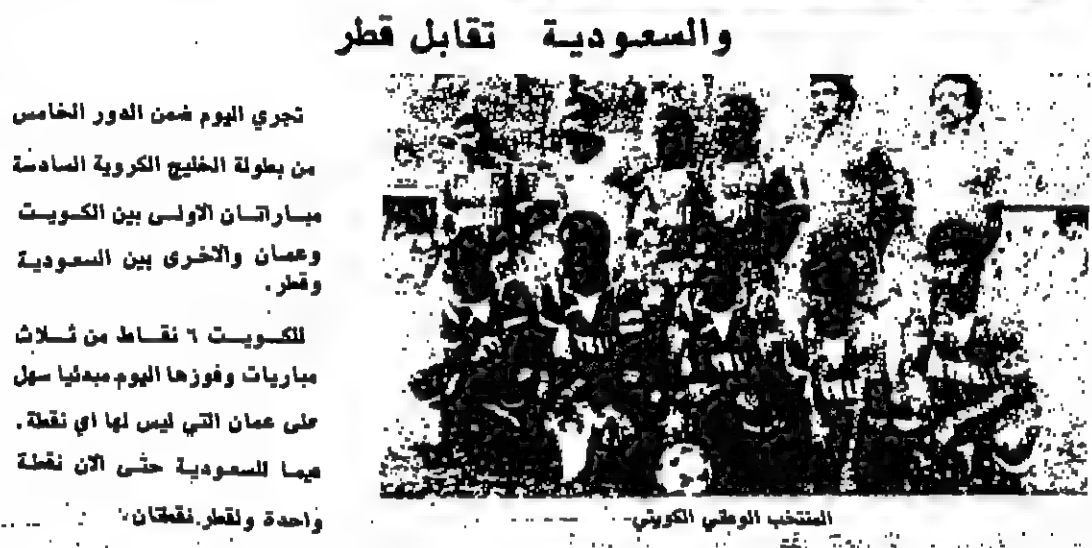 والسعودية تقابل قطر
تجري اليوم ضمن الدور الخامس
من بطولة الخليج الكروية السادسة
مباراتان الاولى بين الكويت
وعمان والاخرى بين السعودية
وقطر.
للكويت ٦ نقاط من ثلاث
مباريات وفوزها اليوم مبدئيا سهل
على عمان التي ليس لها اي نقطة.
فيما للسعودية حتى الان نقطة
واحدة ولقطر نقطتان.
المنتخب الوطني الكويتي